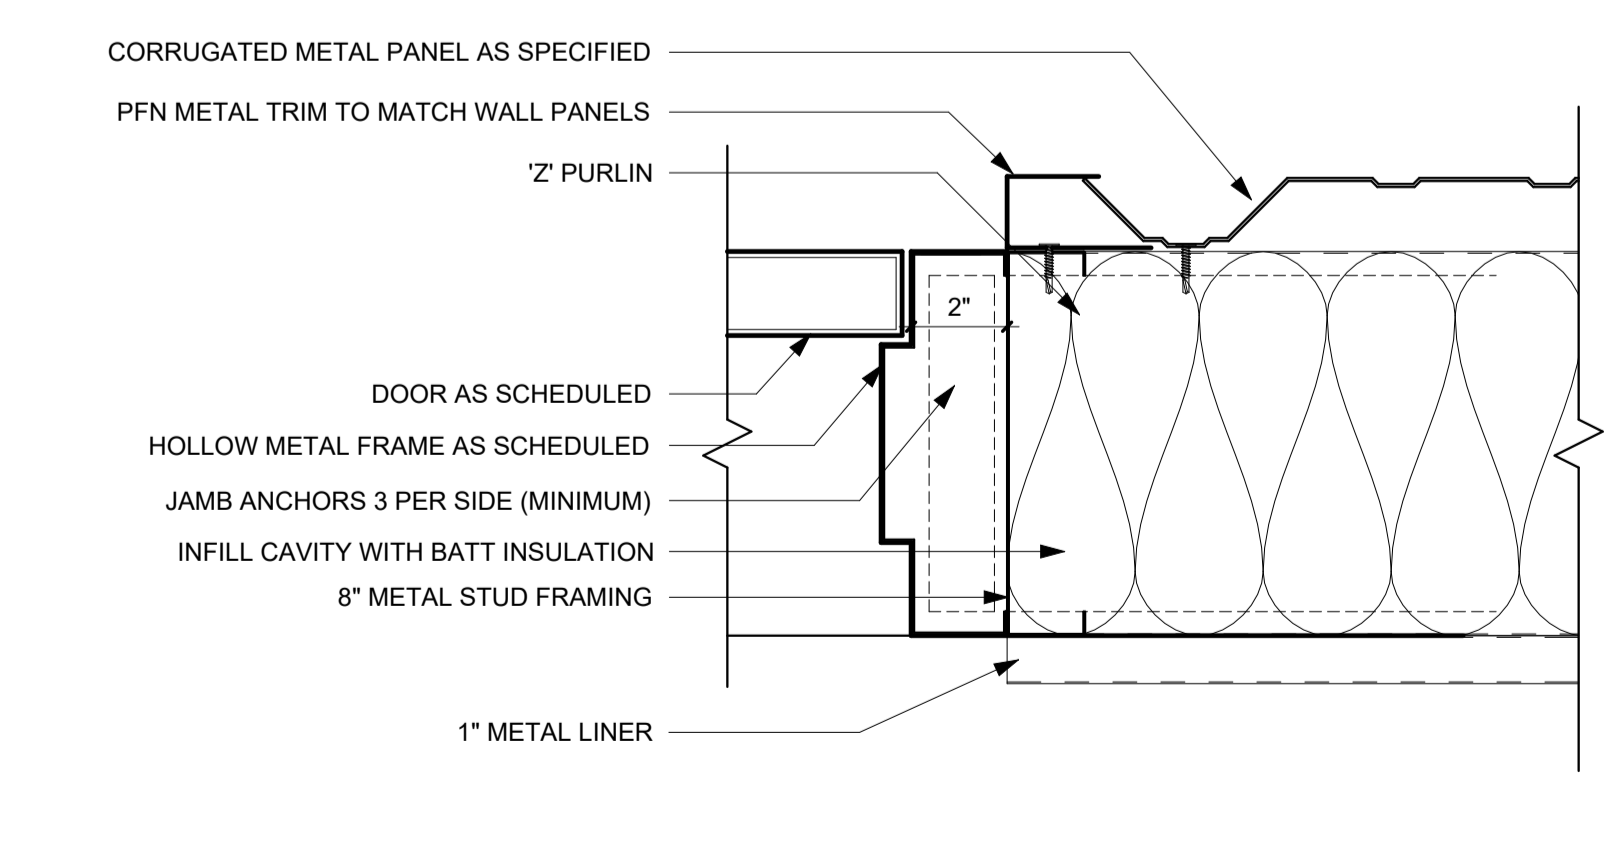 CORRUGATED METAL PANEL AS SPECIFIED
PFN METAL TRIM TO MATCH WALL PANELS
'Z' PURLIN
2"
DOOR AS SCHEDULED
HOLLOW METAL FRAME AS SCHEDULED
JAMB ANCHORS 3 PER SIDE (MINIMUM)
INFILL CAVITY WITH BATT INSULATION
8" METAL STUD FRAMING
1" METAL LINER